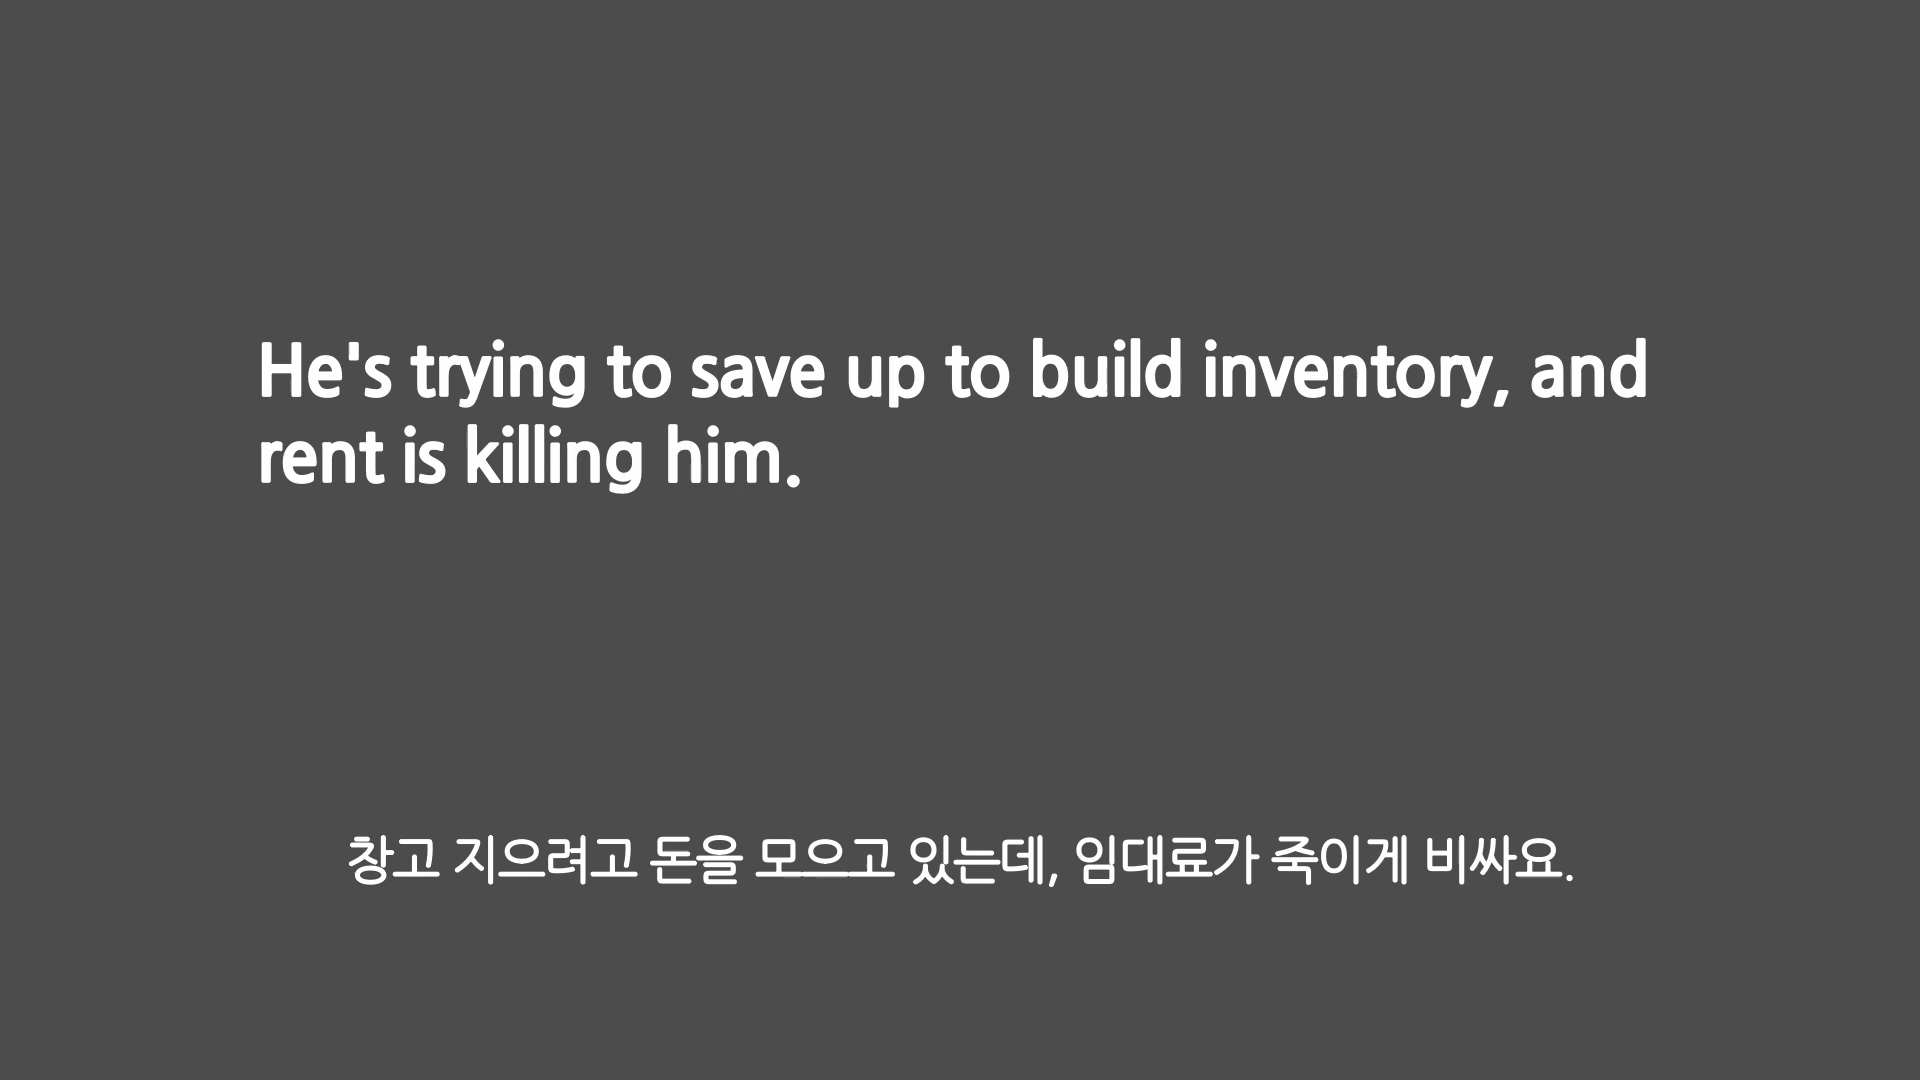 He's trying to save up to build inventory, and
rent is killing him.
창고 지으려고 돈을 모으고 있는데, 임대료가 죽이게 비싸요.